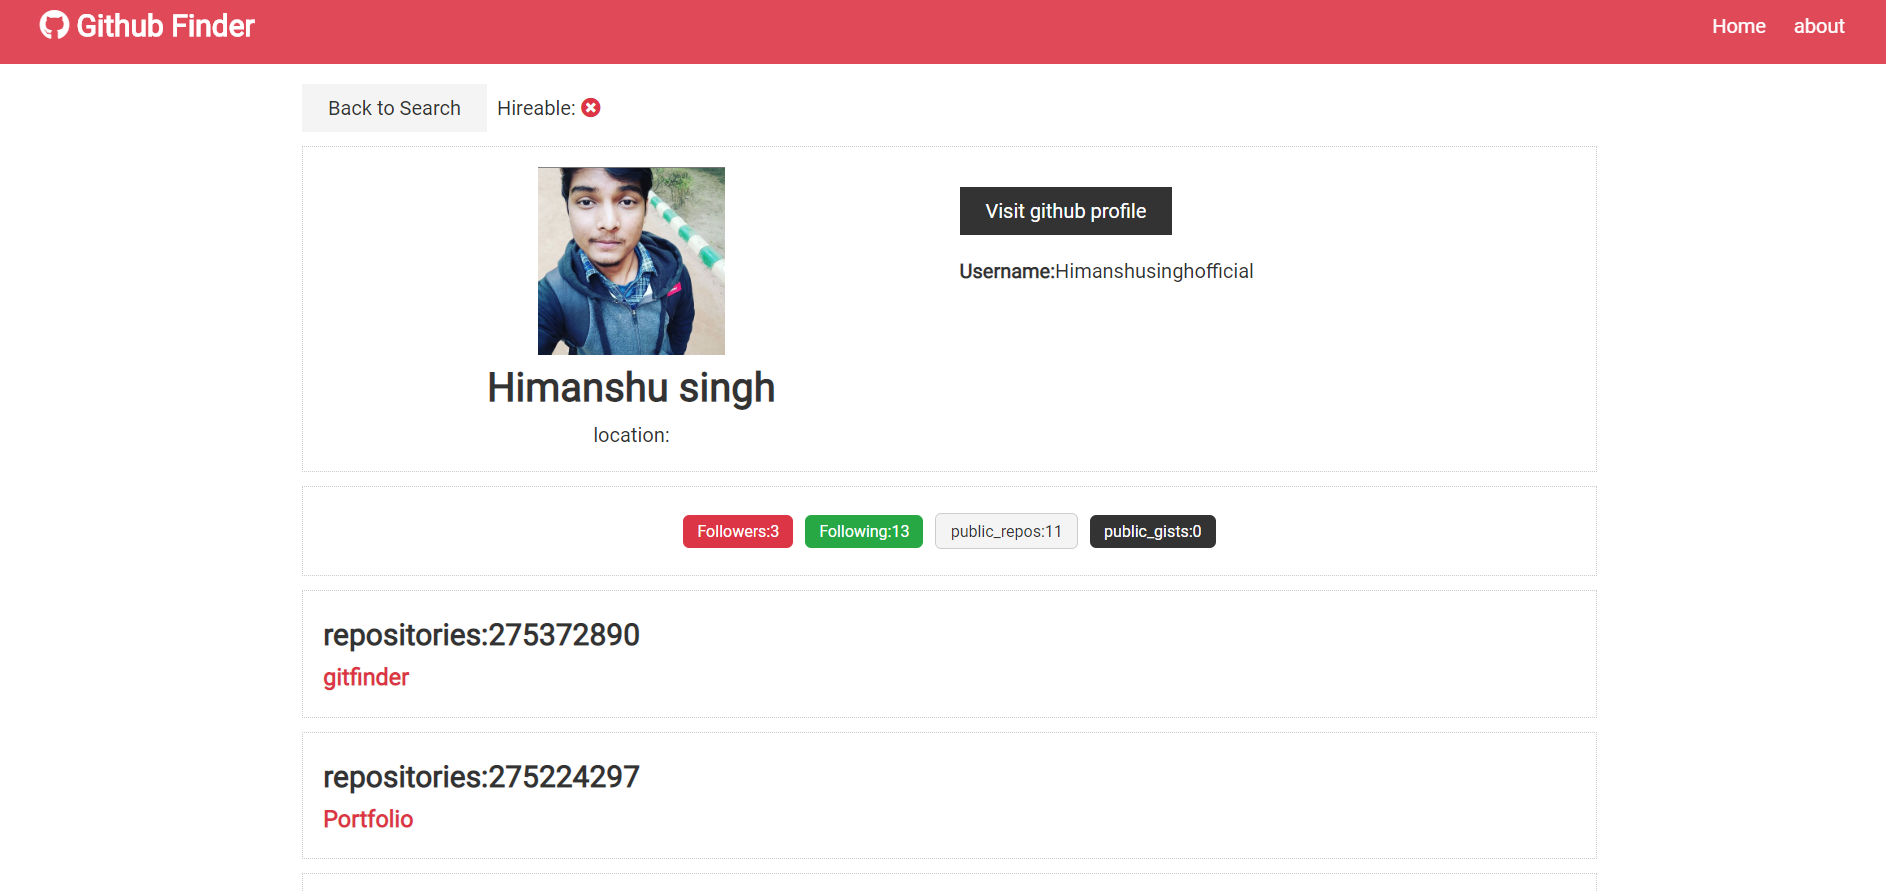 Github Finder
Home about
Back to Search Hireable:
Visit github profile
Username:Himanshusinghofficial
Himanshu singh
location:
Followers:3 Following:13 public_repos:11 public_gists:0
repositories:275372890
gitfinder
repositories:275224297
Portfolio